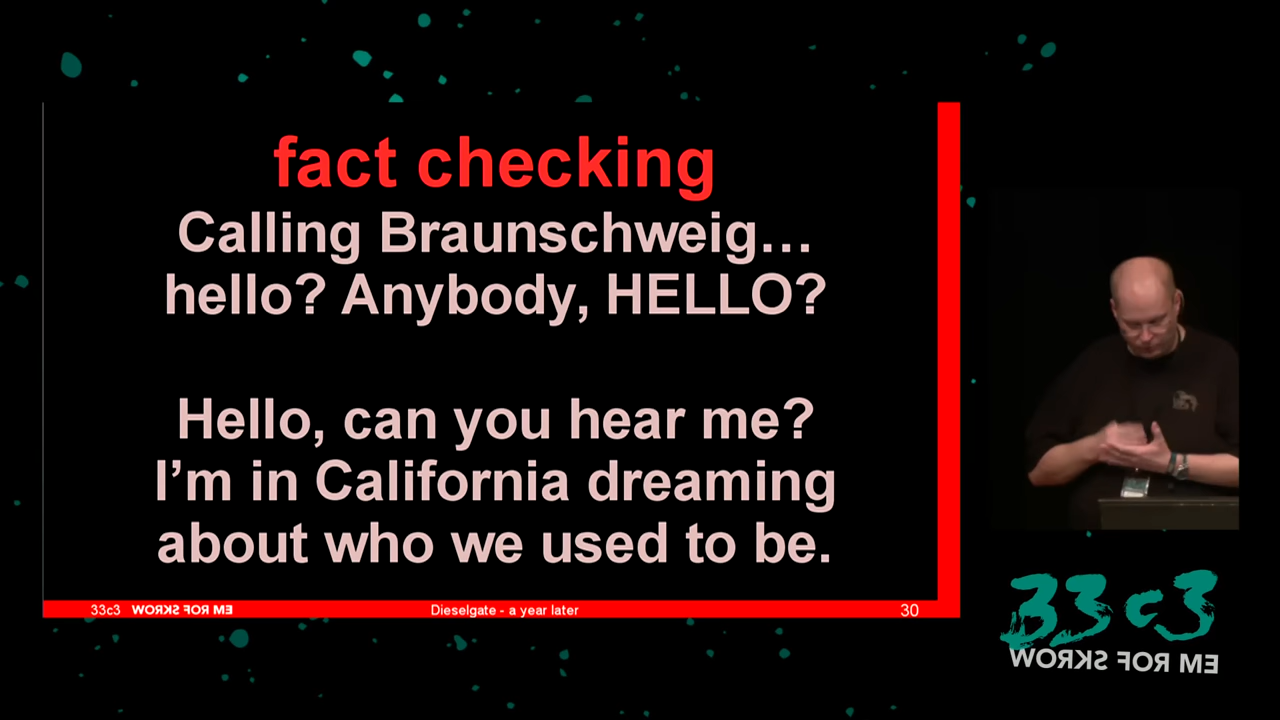 fact checking
Calling Braunschweig…
hello? Anybody, HELLO?
Hello, can you hear me?
I’m in California dreaming
about who we used to be.
33c3 WORKS FOR ME
Dieselgate - a year later
30
33c3
WORKS FOR ME